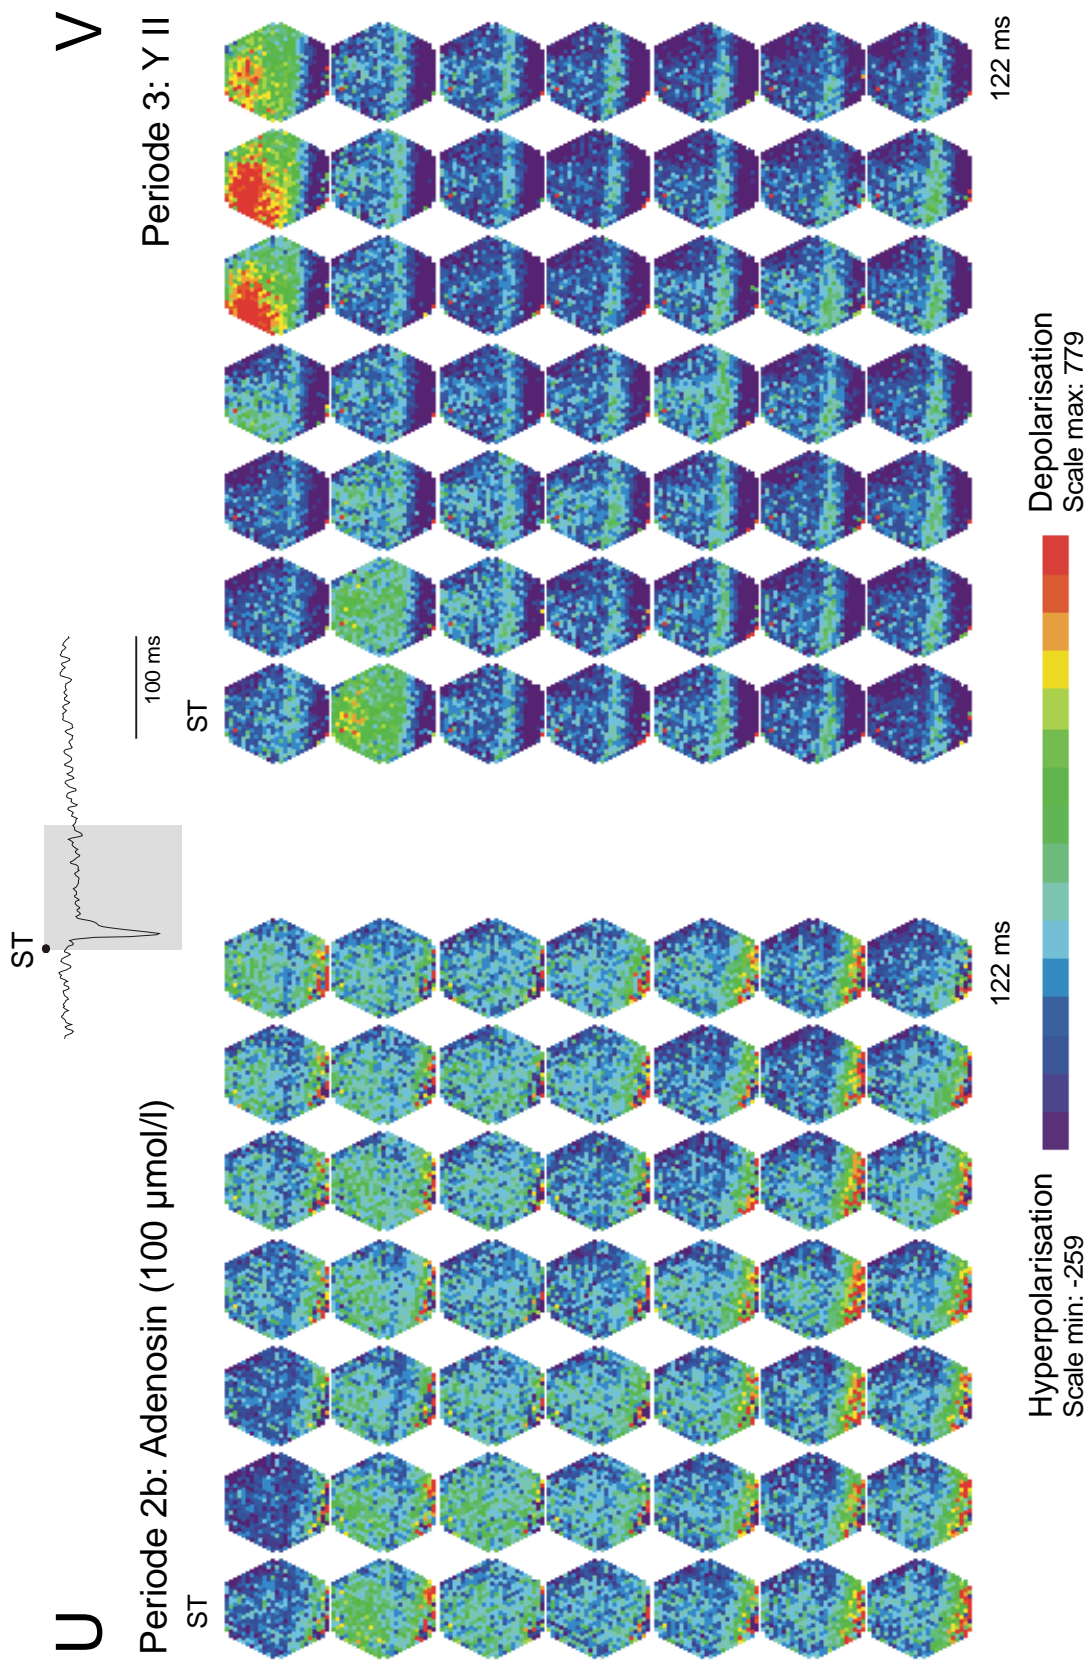 U
Periode 2b: Adenosin (100 µmol/l)
ST
122 ms
ST
100 ms
V
Periode 3: Y II
ST
122 ms
Hyperpolarisation
Scale min: -259
Depolarisation
Scale max: 779